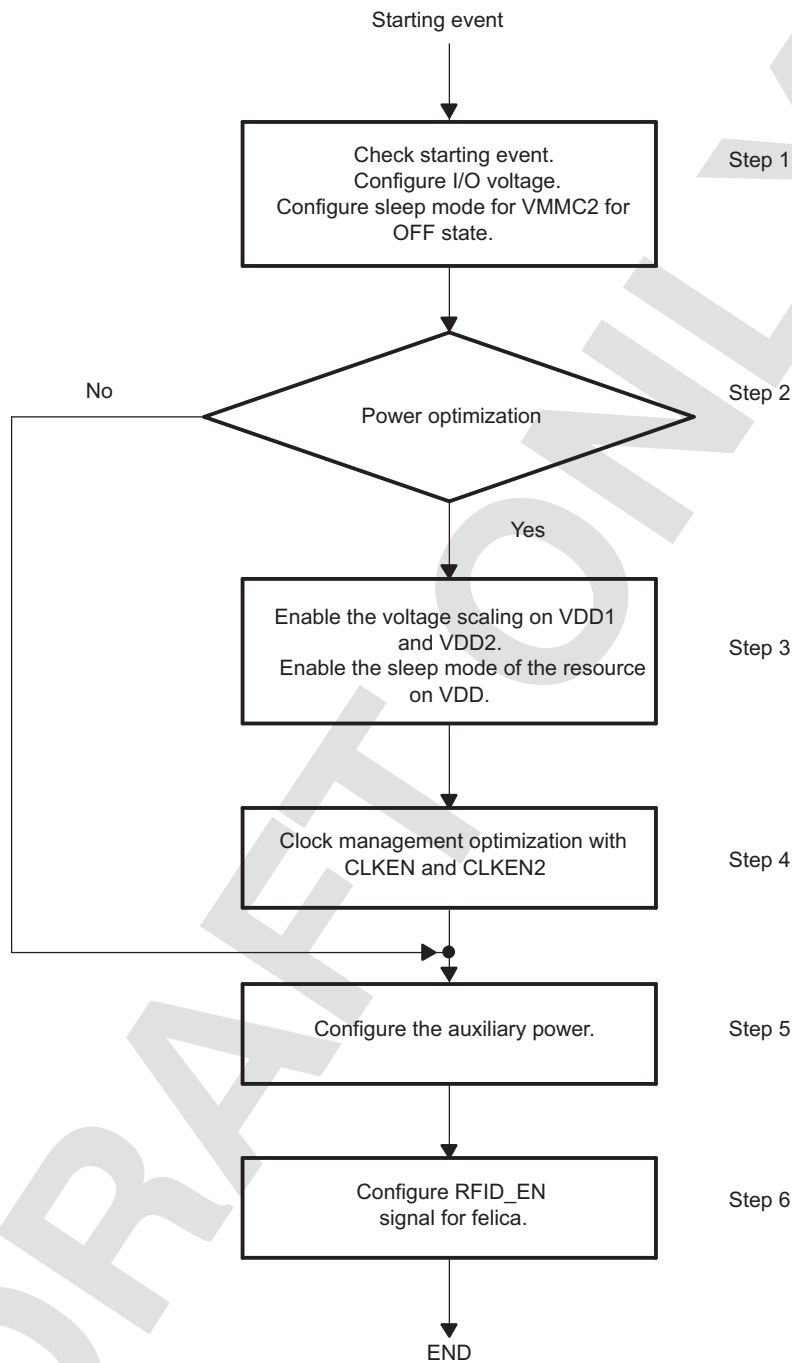 Starting event
Check starting event.
Configure I/O voltage.
Configure sleep mode for VMMC2 for
OFF state.
Step 1
Power optimization
Step 2
No
Yes
Enable the voltage scaling on VDD1
and VDD2.
Enable the sleep mode of the resource
on VDD.
Step 3
Clock management optimization with
CLKEN and CLKEN2
Step 4
Configure the auxiliary power.
Step 5
Configure RFID_EN
signal for felica.
Step 6
END
DRAFT ONLY